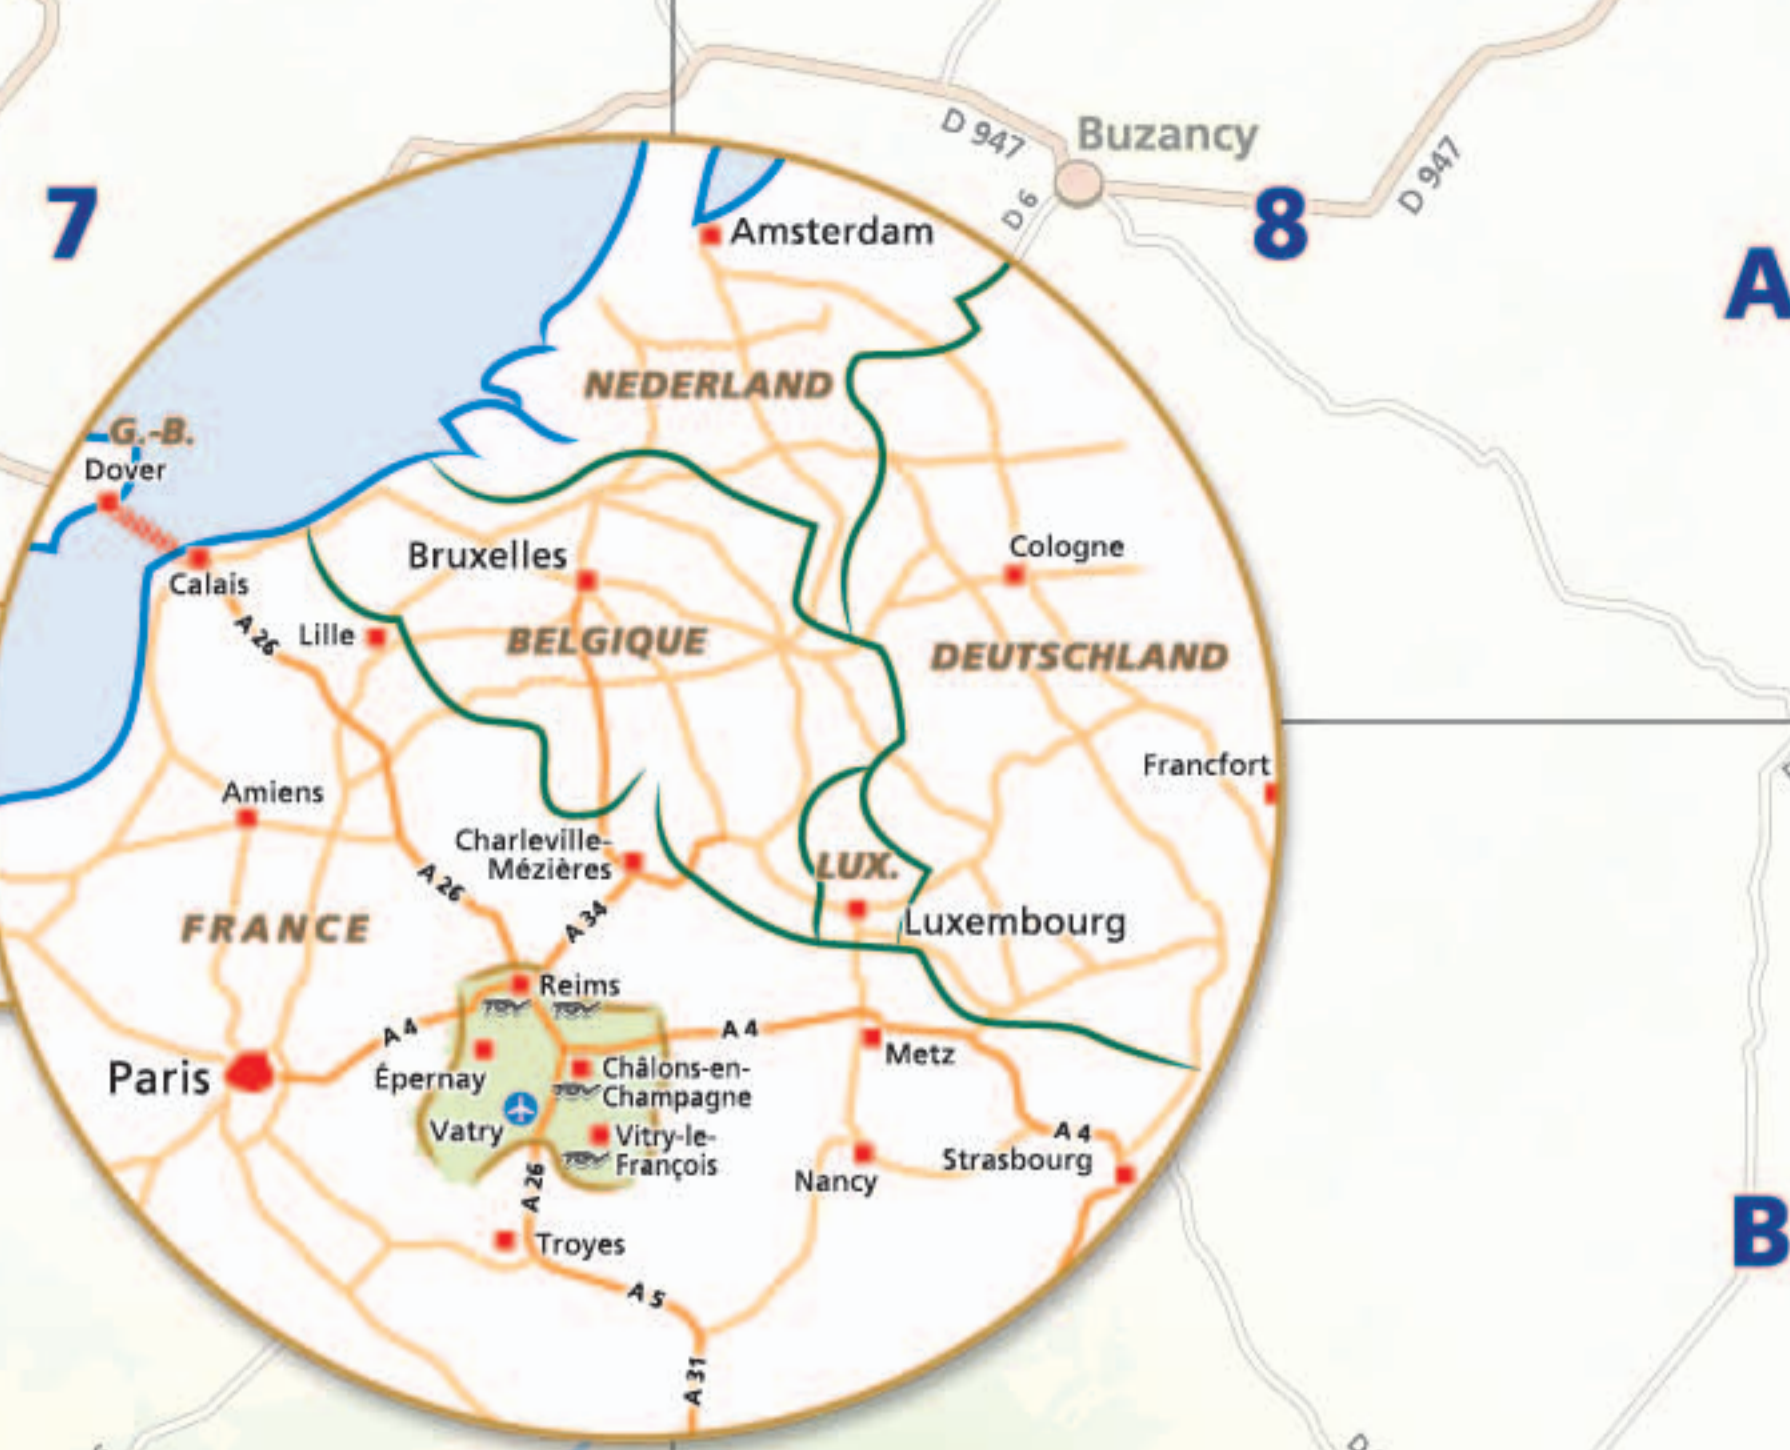 D 947
Buzancy
D 947
7
8
D 6
A
Amsterdam
NEDERLAND
G.-B.
Dover
Calais
Bruxelles
Cologne
A 26
Lille
BELGIQUE
DEUTSCHLAND
Francfort
Amiens
Charleville-
Mézières
LUX.
A 26
A 34
FRANCE
Luxembourg
Reims
A 4
A 4
Metz
Paris
Épernay
Châlons-en-
Champagne
Vatry
Vitry-le-
François
A 4
Strasbourg
Nancy
A 26
Troyes
B
A 5
A 31